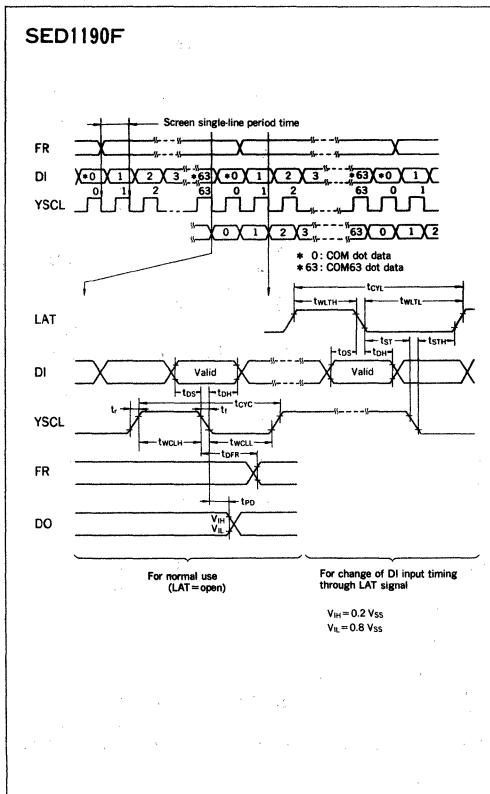 SED1190F
Screen single-line period time
FR
DI *0 1 2 3 *63 *0 1 2 3 *63 *0 1
0 1 2 63 0 1 2 63 0 1
YSCL
0 1 2 3 63 0 1 2
* 0 : COM dot data
* 63 : COM63 dot data
tCYL
tWLTH tWLTL
LAT
tST tSTH
tDS tDH
DI Valid Valid
tDS tDH
tr tCYC tf
YSCL
tWCLH tWCLL
tDFR
FR
tPD
DO VIH
VIL
For normal use
(LAT=open)
For change of DI input timing
through LAT signal
VIH=0.2 VSS
VIL=0.8 VSS